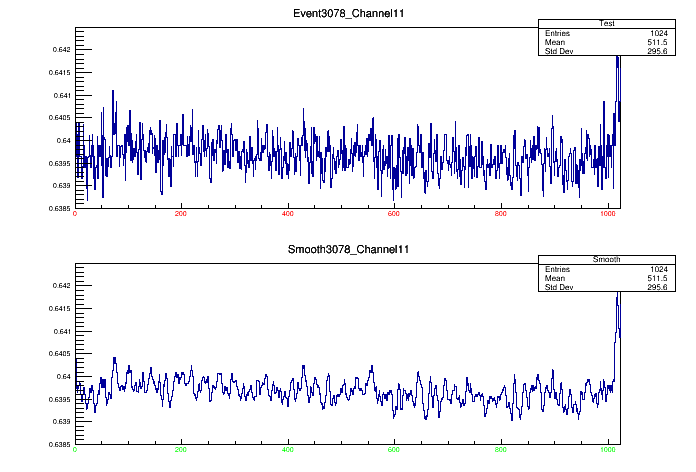 Event3078_Channel11
Test
Entries 1024
Mean 511.5
Std Dev 295.6
0.642
0.6415
0.641
0.6405
0.64
0.6395
0.639
0.6385
0 200 400 600 800 1000
Smooth3078_Channel11
Smooth
Entries 1024
Mean 511.5
Std Dev 295.6
0.642
0.6415
0.641
0.6405
0.64
0.6395
0.639
0.6385
0 200 400 600 800 1000